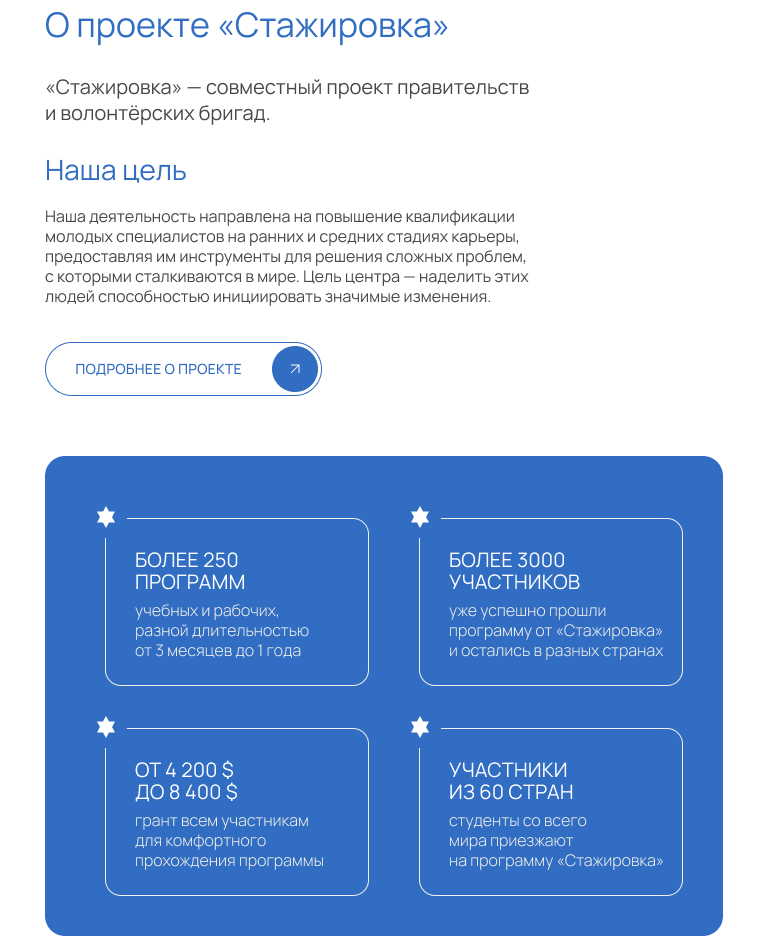 О проекте «Стажировка»
«Стажировка» — совместный проект правительств
и волонтёрских бригад.
Наша цель
Наша деятельность направлена на повышение квалификации
молодых специалистов на ранних и средних стадиях карьеры,
предоставляя им инструменты для решения сложных проблем,
с которыми сталкиваются в мире. Цель центра — наделить этих
людей способностью инициировать значимые изменения.
ПОДРОБНЕЕ О ПРОЕКТЕ
БОЛЕЕ 250
ПРОГРАММ
учебных и рабочих,
разной длительностью
от 3 месяцев до 1 года
БОЛЕЕ 3000
УЧАСТНИКОВ
уже успешно прошли
программу от «Стажировка»
и остались в разных странах
ОТ 4 200 $
ДО 8 400 $
грант всем участникам
для комфортного
прохождения программы
УЧАСТНИКИ
ИЗ 60 СТРАН
студенты со всего
мира приезжают
на программу «Стажировка»